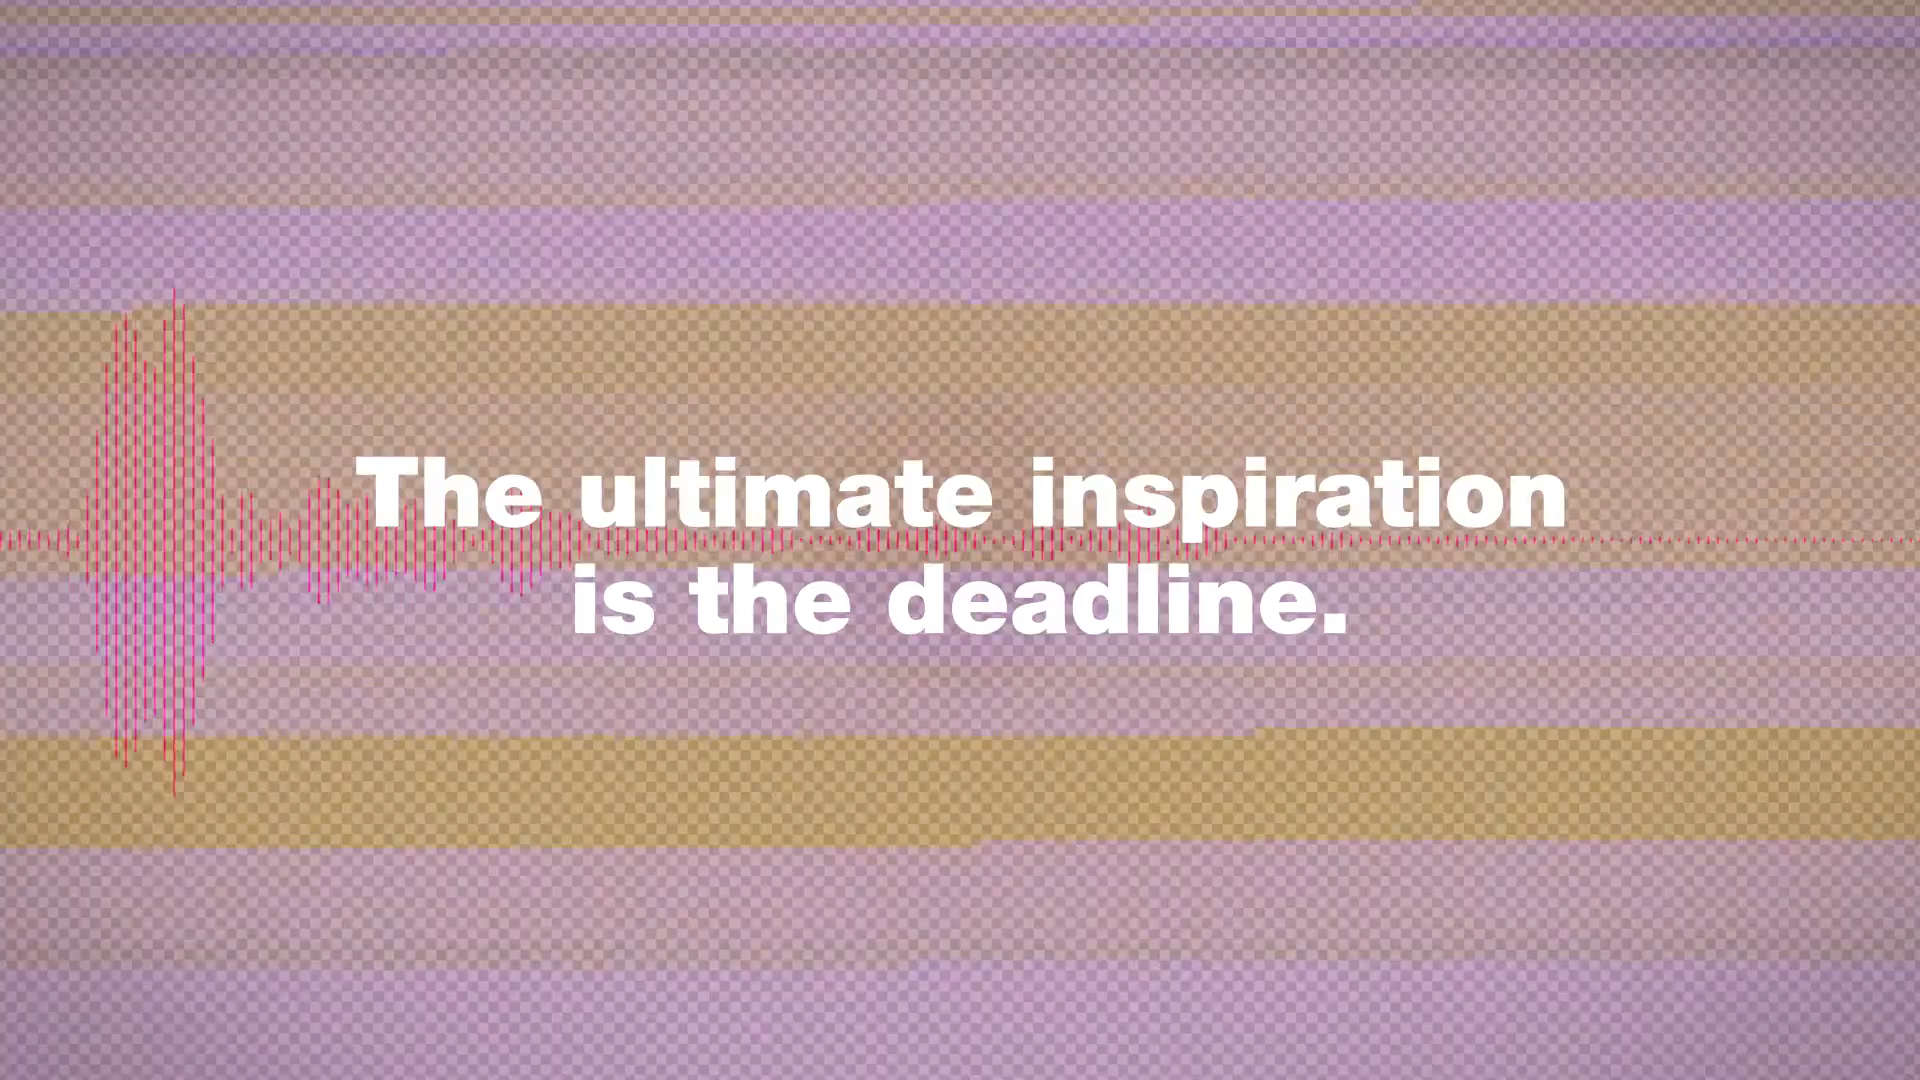 The ultimate inspiration
is the deadline.